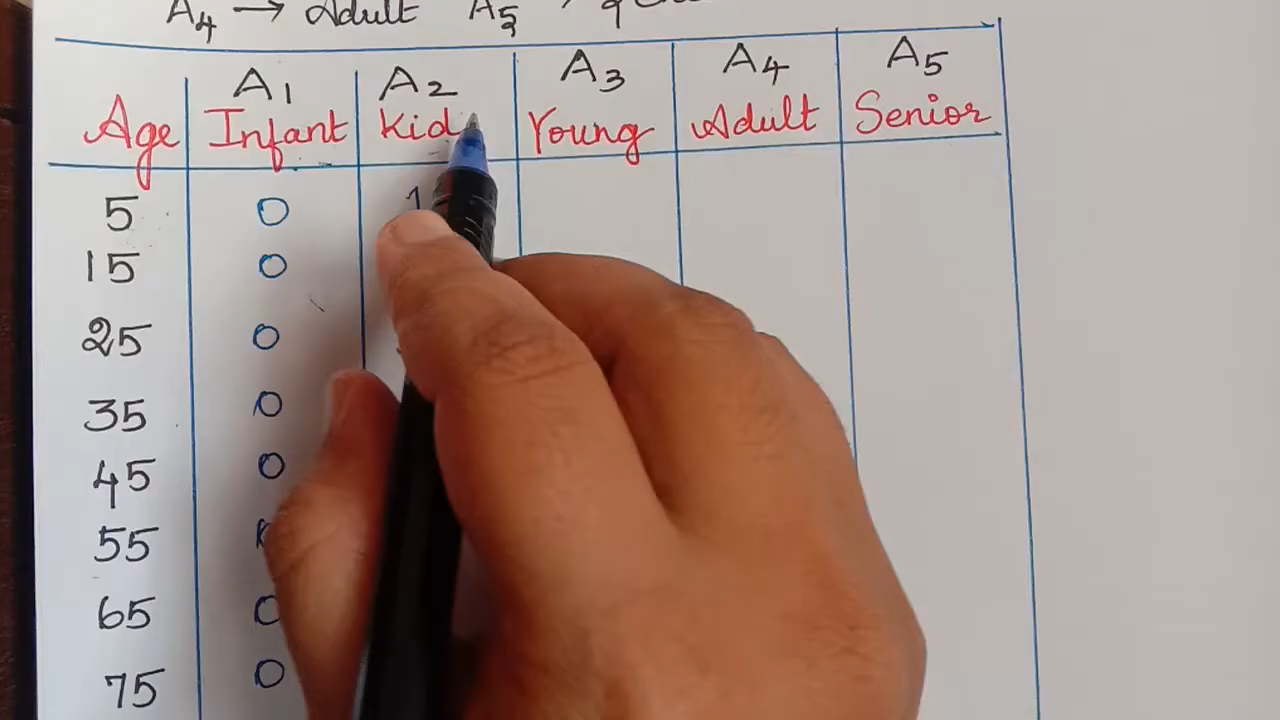 A4 → Adult A5
A1 A2 A3 A4 A5
Age Infant Kid Young Adult Senior
5 0 1
15 0
25 0
35 0
45 0
55
65 0
75 0